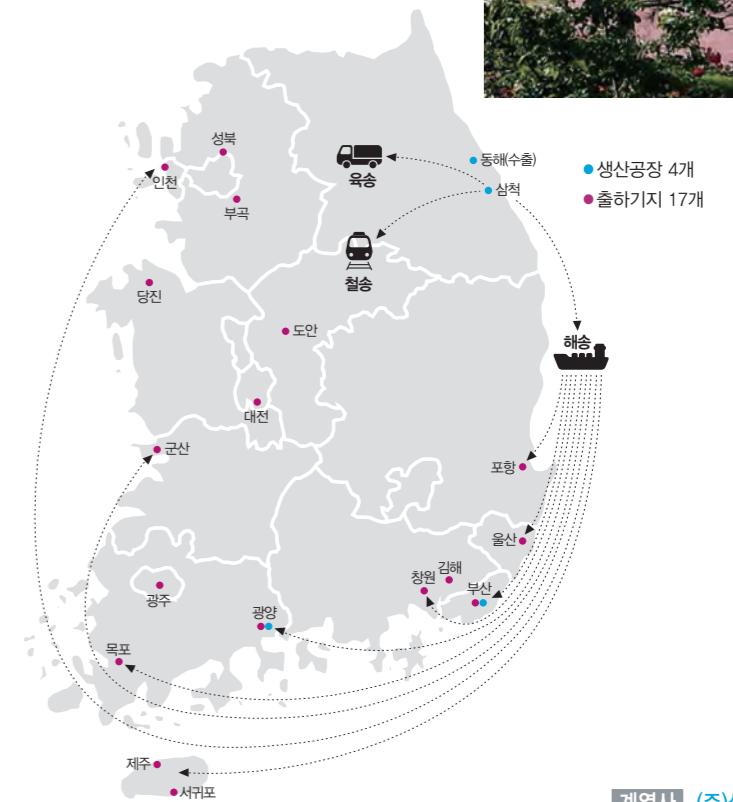 성북
인천
부곡
육송
동해(수출)
삼척
생산공장 4개
출하기지 17개
철송
당진
도안
해송
대전
군산
포항
울산
김해
창원
부산
광주
광양
목포
제주
서귀포
계열사